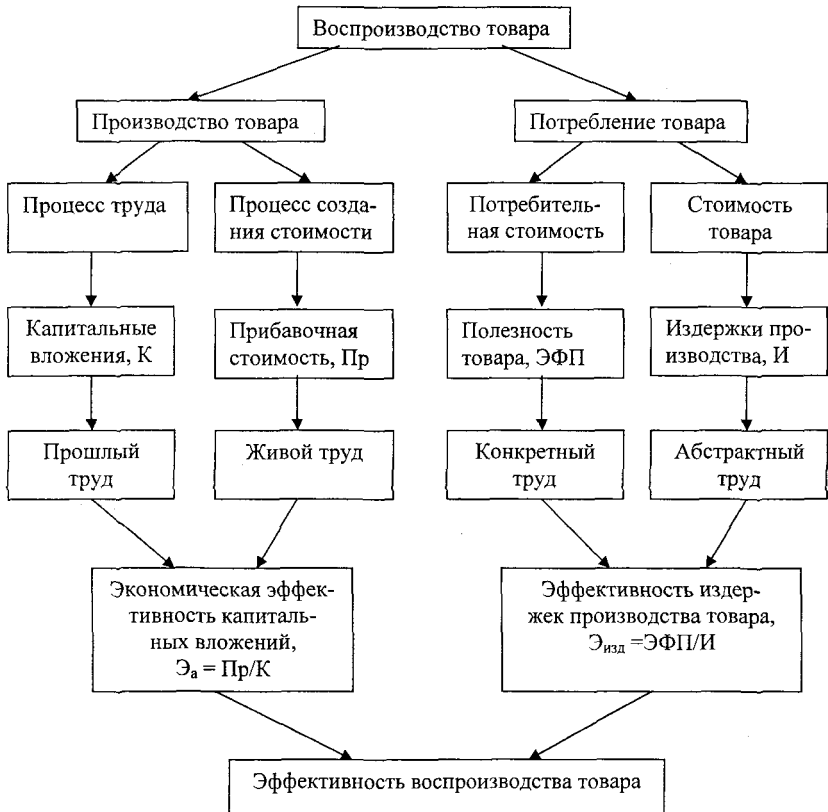 Воспроизводство товара
Производство товара
Потребление товара
Процесс труда
Процесс созда-
ния стоимости
Потребитель-
ная стоимость
Стоимость
товара
Капитальные
вложения, К
Прибавочная
стоимость, Пр
Полезность
товара, ЭФП
Издержки про-
изводства, И
Прошлый
труд
Живой труд
Конкретный
труд
Абстрактный
труд
Экономическая эффек-
тивность капиталь-
ных вложений,
Эа = Пр/К
Эффективность издер-
жек производства товара,
Эизд =ЭФП/И
Эффективность воспроизводства товара